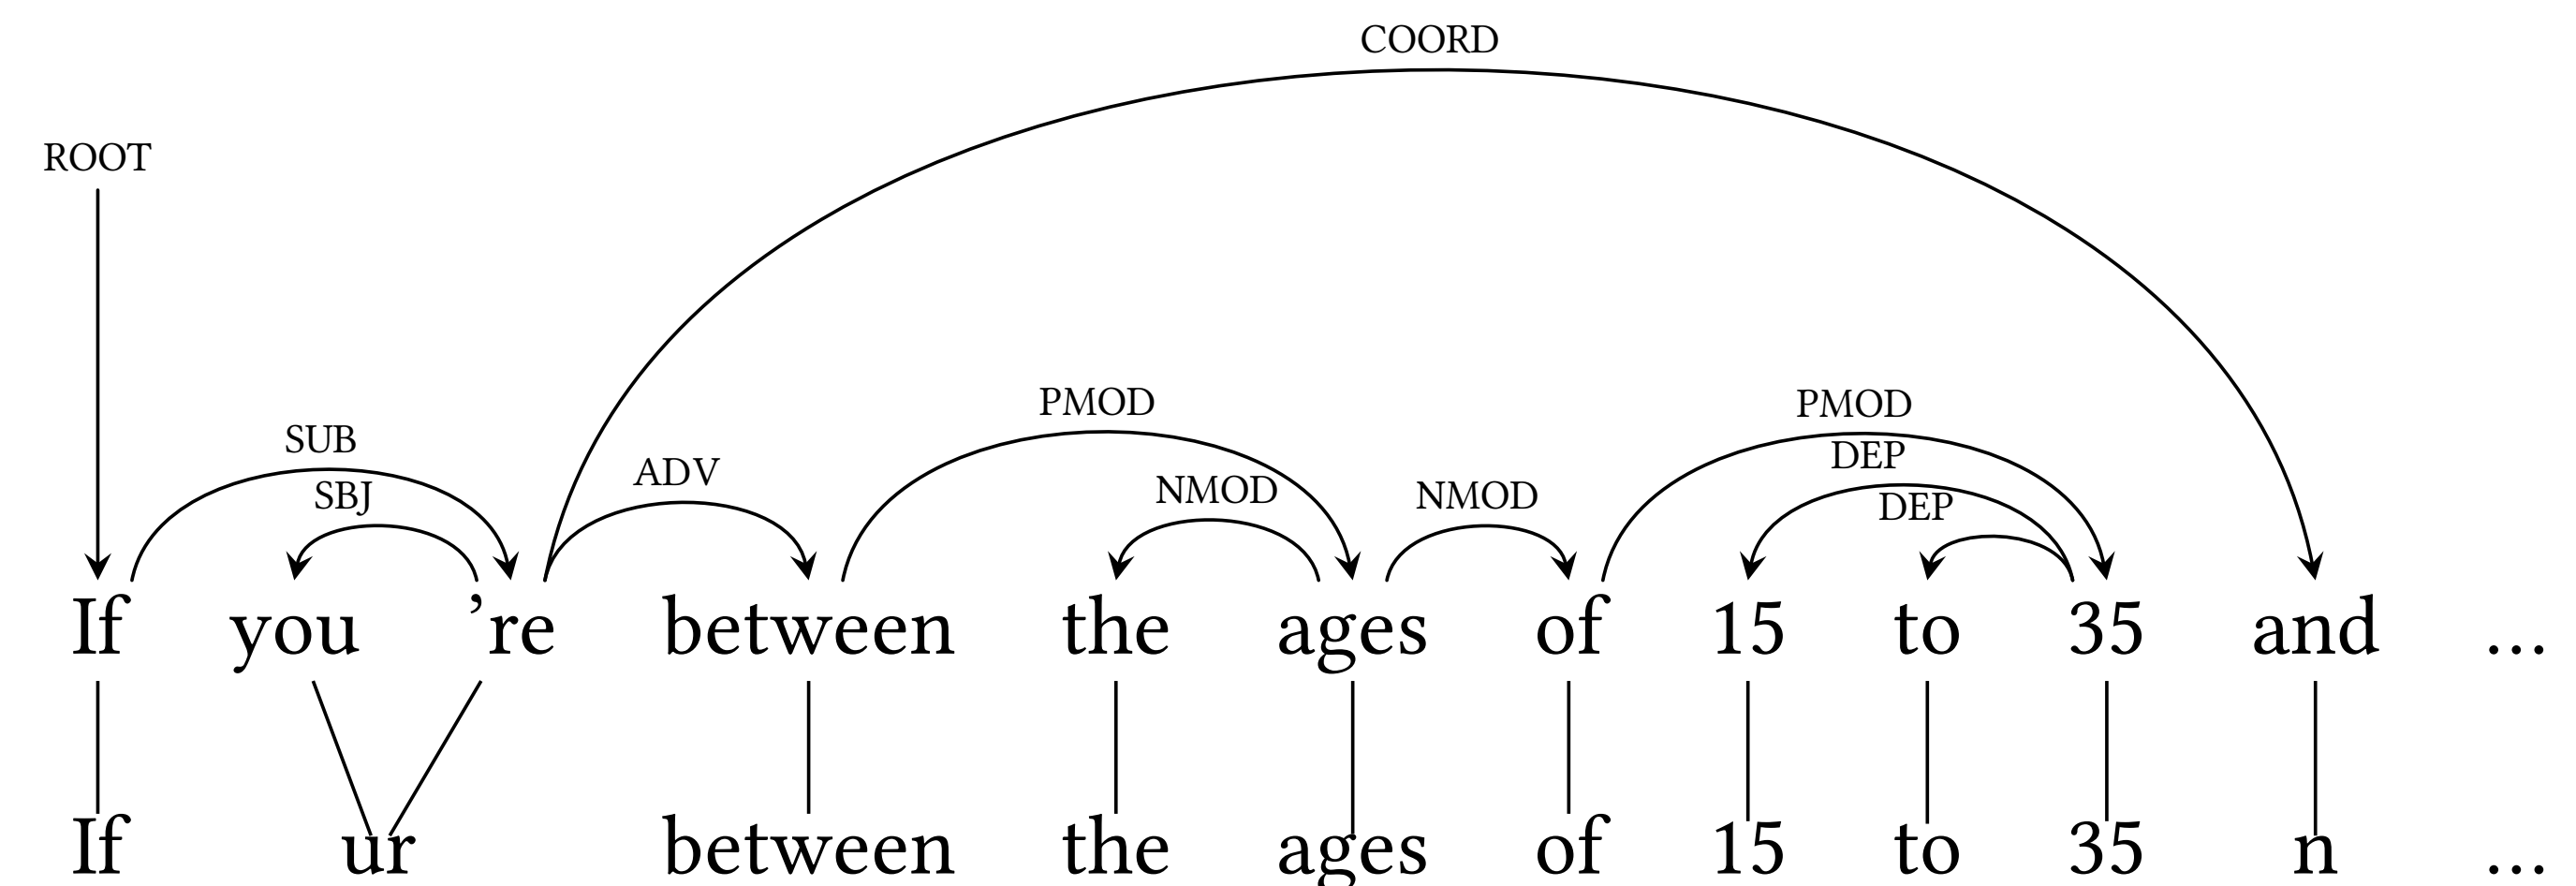 COORD
ROOT
PMOD PMOD
SUB DEP
ADV
SBJ NMOD NMOD DEP
If you ’re between the ages of 15 to 35 and ...
If ur between the ages of 15 to 35 n ...